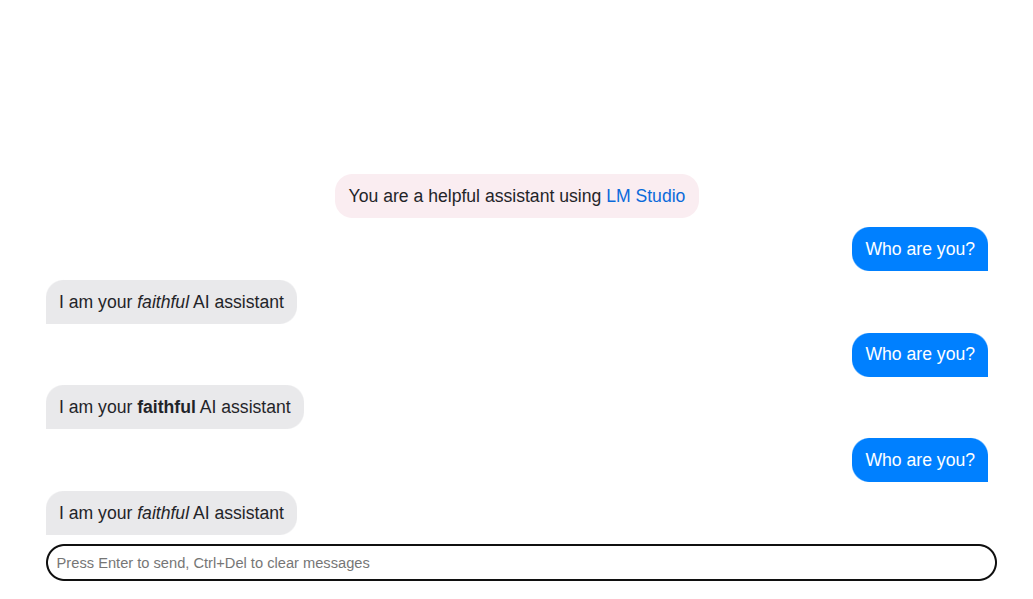 You are a helpful assistant using LM Studio
Who are you?
I am your faithful AI assistant
Who are you?
I am your faithful AI assistant
Who are you?
I am your faithful AI assistant
Press Enter to send, Ctrl+Del to clear messages